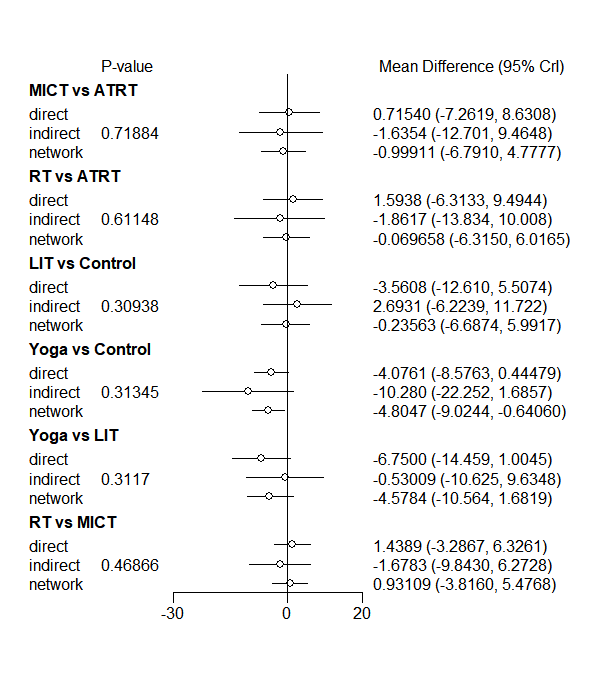 P-value Mean Difference (95% CrI)
MICT vs ATRT
direct 0.71540 (-7.2619, 8.6308)
indirect 0.71884 -1.6354 (-12.701, 9.4648)
network -0.99911 (-6.7910, 4.7777)
RT vs ATRT
direct 1.5938 (-6.3133, 9.4944)
indirect 0.61148 -1.8617 (-13.834, 10.008)
network -0.069658 (-6.3150, 6.0165)
LIT vs Control
direct -3.5608 (-12.610, 5.5074)
indirect 0.30938 2.6931 (-6.2239, 11.722)
network -0.23563 (-6.6874, 5.9917)
Yoga vs Control
direct -4.0761 (-8.5763, 0.44479)
indirect 0.31345 -10.280 (-22.252, 1.6857)
network -4.8047 (-9.0244, -0.64060)
Yoga vs LIT
direct -6.7500 (-14.459, 1.0045)
indirect 0.3117 -0.53009 (-10.625, 9.6348)
network -4.5784 (-10.564, 1.6819)
RT vs MICT
direct 1.4389 (-3.2867, 6.3261)
indirect 0.46866 -1.6783 (-9.8430, 6.2728)
network 0.93109 (-3.8160, 5.4768)
-30 0 20